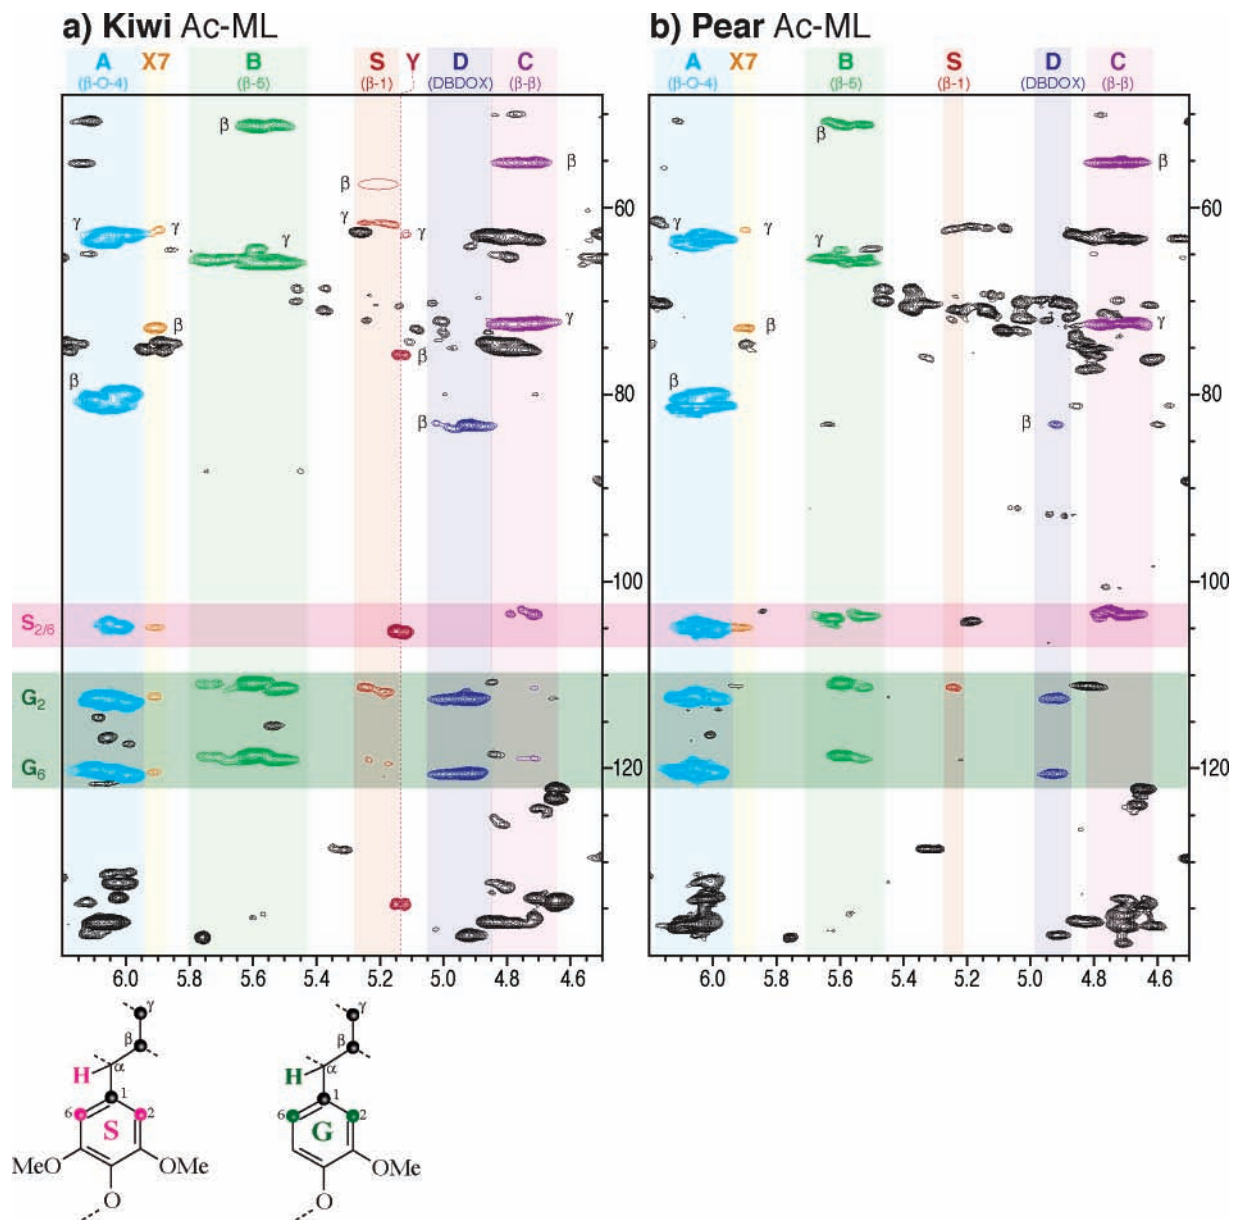 a) Kiwi Ac-ML
b) Pear Ac-ML
A X7 B S Y D C
(β-O-4) (β-5) (β-1) (DBDOX) (β-β)
A X7 B S D C
(β-O-4) (β-5) (β-1) (DBDOX) (β-β)
β
β
β
γ γ γ γ γ
β β γ
β
β
60
80
100
120
β
β
γ γ γ
β γ
β
β
60
80
100
120
S2/6
G2
G6
6.0 5.8 5.6 5.4 5.2 5.0 4.8 4.6
6.0 5.8 5.6 5.4 5.2 5.0 4.8 4.6
γ
β
H α
1
6 2
S
MeO OMe
O
γ
β
H α
1
6 2
G
OMe
O